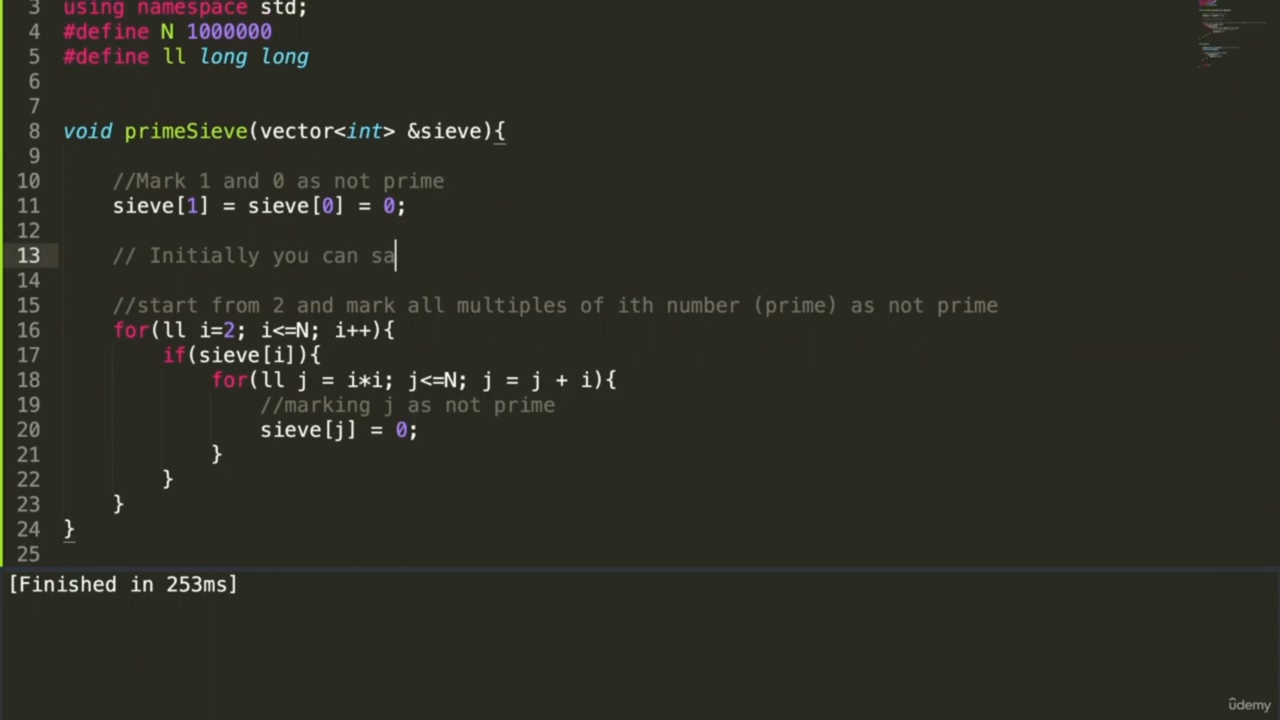 3 using namespace std;
4 #define N 1000000
5 #define ll long long
6
7
8 void primeSieve(vector<int> &sieve){
9
10 //Mark 1 and 0 as not prime
11 sieve[1] = sieve[0] = 0;
12
13 // Initially you can sa
14
15 //start from 2 and mark all multiples of ith number (prime) as not prime
16 for(ll i=2; i<=N; i++){
17 if(sieve[i]){
18 for(ll j = i*i; j<=N; j = j + i){
19 //marking j as not prime
20 sieve[j] = 0;
21 }
22 }
23 }
24 }
25
[Finished in 253ms]
ûdemy